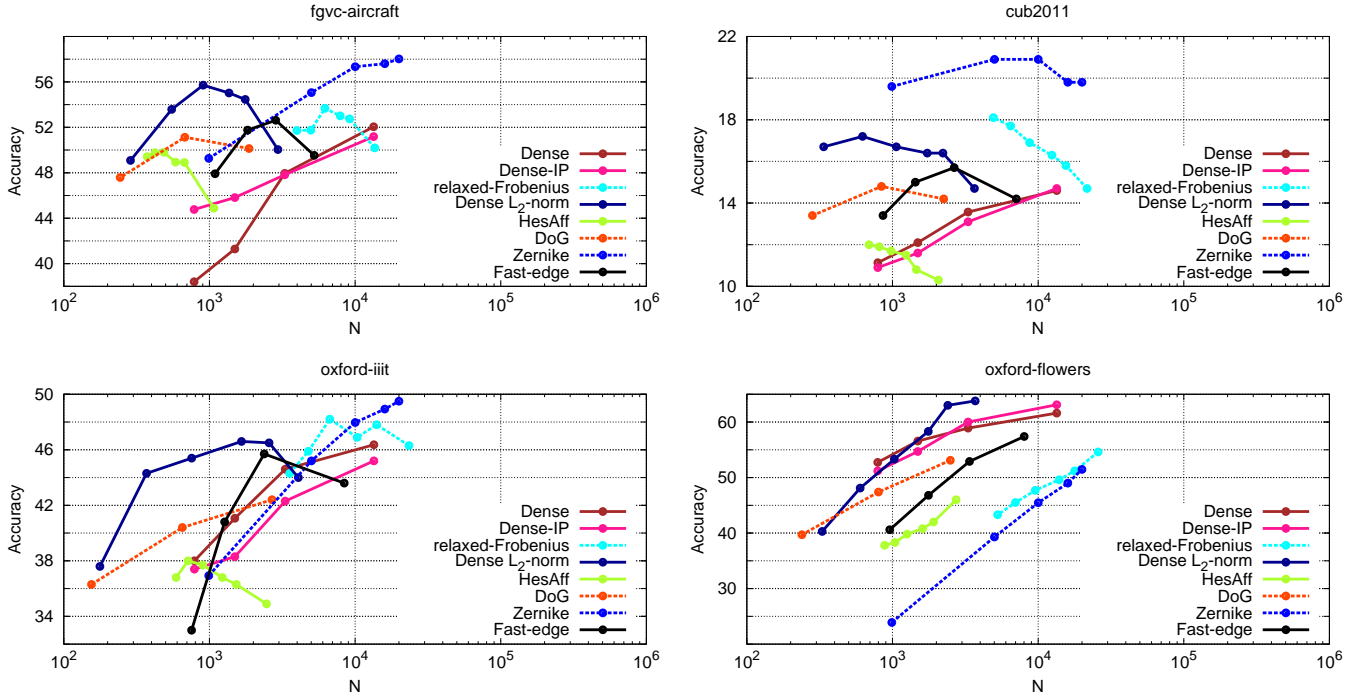 fgvc-aircraft
Accuracy
56
52
48
44
40
10^2 10^3 10^4 10^5 10^6
N
Dense
Dense-IP
relaxed-Frobenius
Dense L_2-norm
HesAff
DoG
Zernike
Fast-edge
cub2011
Accuracy
22
18
14
10
10^2 10^3 10^4 10^5 10^6
N
Dense
Dense-IP
relaxed-Frobenius
Dense L_2-norm
HesAff
DoG
Zernike
Fast-edge
oxford-iiit
Accuracy
50
46
42
38
34
10^2 10^3 10^4 10^5 10^6
N
Dense
Dense-IP
relaxed-Frobenius
Dense L_2-norm
HesAff
DoG
Zernike
Fast-edge
oxford-flowers
Accuracy
60
50
40
30
10^2 10^3 10^4 10^5 10^6
N
Dense
Dense-IP
relaxed-Frobenius
Dense L_2-norm
HesAff
DoG
Zernike
Fast-edge